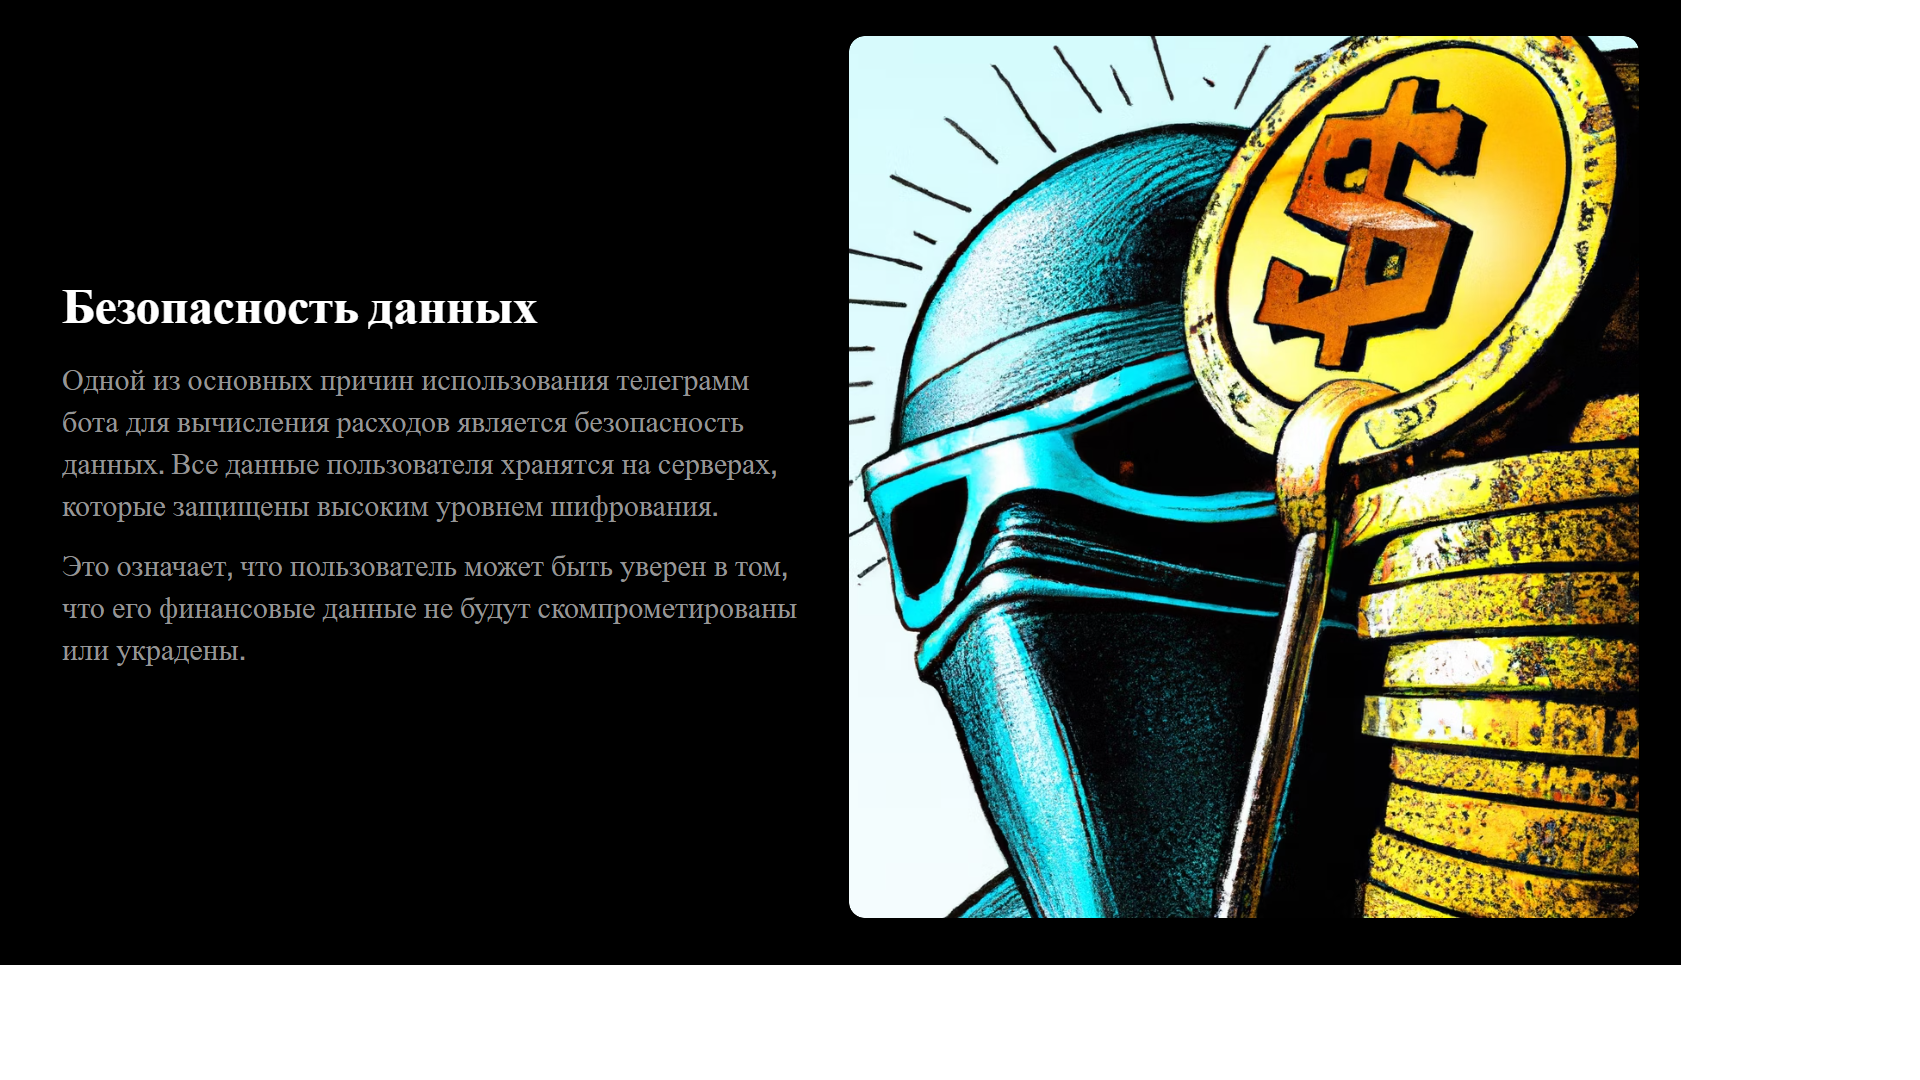 Безопасность данных
Одной из основных причин использования телеграмм
бота для вычисления расходов является безопасность
данных. Все данные пользователя хранятся на серверах,
которые защищены высоким уровнем шифрования.
Это означает, что пользователь может быть уверен в том,
что его финансовые данные не будут скомпрометированы
или украдены.
$